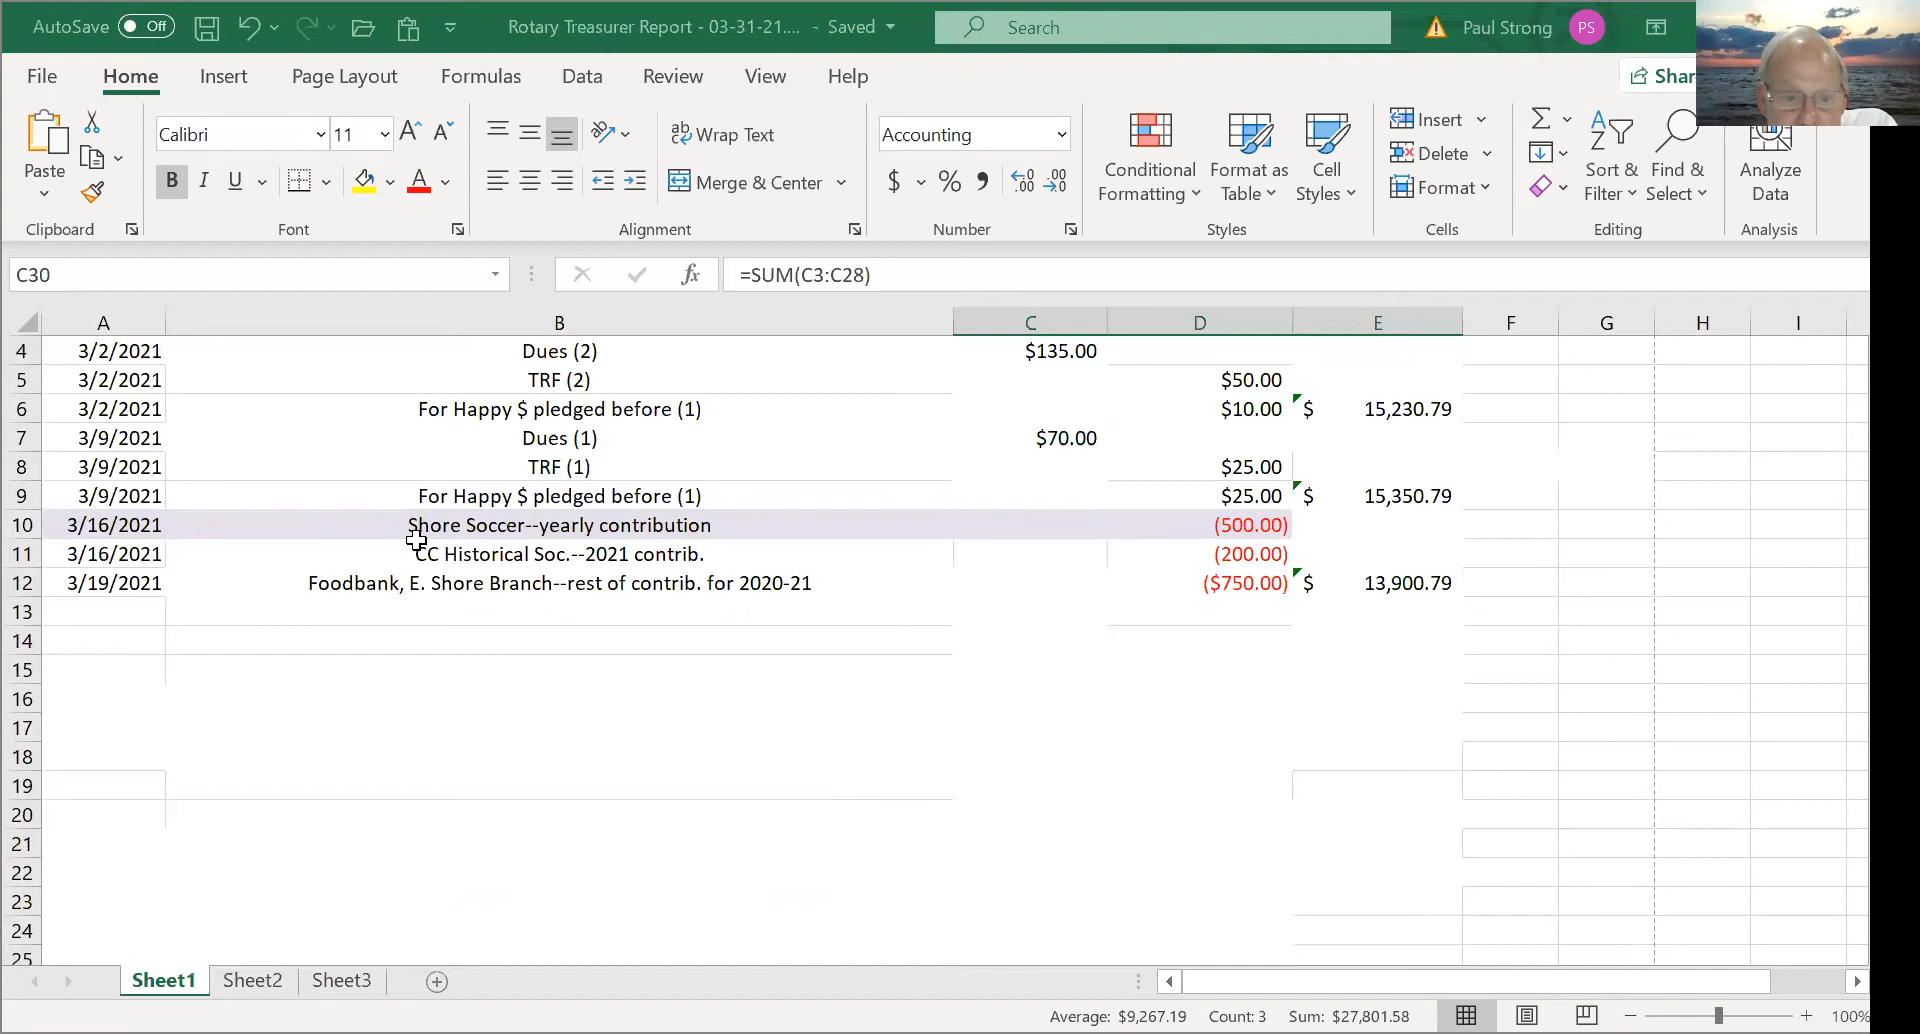 AutoSave Off Rotary Treasurer Report - 03-31-21.... - Saved Search Paul Strong PS
File Home Insert Page Layout Formulas Data Review View Help Shar
Calibri 11 Wrap Text Accounting Insert
Paste Conditional Format as Cell Delete Sort & Find & Analyze
Merge & Center $ % Formatting Table Styles Format Filter Select Data
Clipboard Font Alignment Number Styles Cells Editing Analysis
C30 fx =SUM(C3:C28)
A B C D E F G H I
4 3/2/2021 Dues (2) $135.00
5 3/2/2021 TRF (2) $50.00
6 3/2/2021 For Happy $ pledged before (1) $10.00 $ 15,230.79
7 3/9/2021 Dues (1) $70.00
8 3/9/2021 TRF (1) $25.00
9 3/9/2021 For Happy $ pledged before (1) $25.00 $ 15,350.79
10 3/16/2021 Shore Soccer--yearly contribution (500.00)
11 3/16/2021 CC Historical Soc.--2021 contrib. (200.00)
12 3/19/2021 Foodbank, E. Shore Branch--rest of contrib. for 2020-21 ($750.00) $ 13,900.79
13
14
15
16
17
18
19
20
21
22
23
24
25
Sheet1 Sheet2 Sheet3
Average: $9,267.19 Count: 3 Sum: $27,801.58 100%